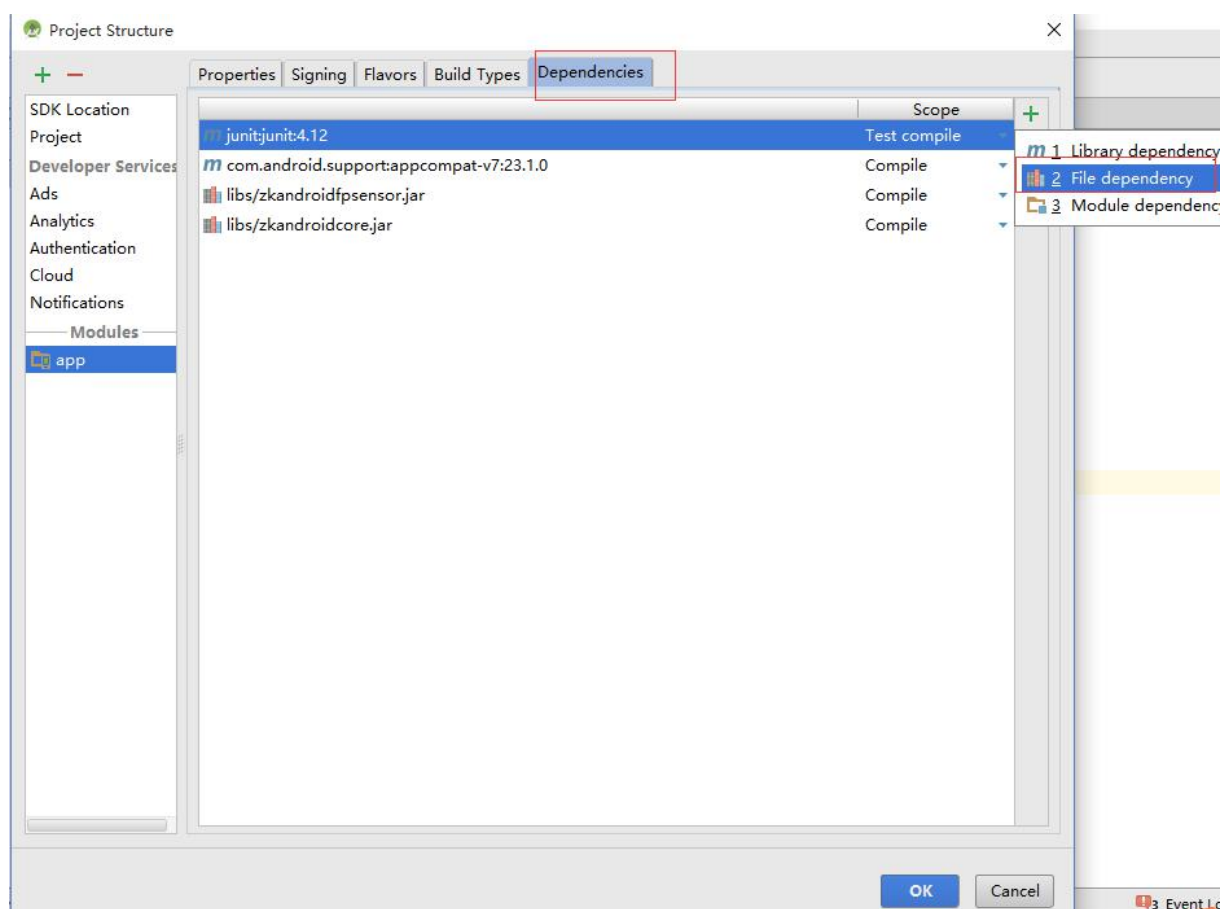 Project Structure
Properties Signing Flavors Build Types Dependencies
SDK Location
Project
Developer Services
Ads
Analytics
Authentication
Cloud
Notifications
Modules
app
Scope
junit:junit:4.12 Test compile
m com.android.support:appcompat-v7:23.1.0 Compile
libs/zkandroidfpsensor.jar Compile
libs/zkandroidcore.jar Compile
m 1 Library dependency
2 File dependency
3 Module dependency
OK Cancel
3 Event Lo